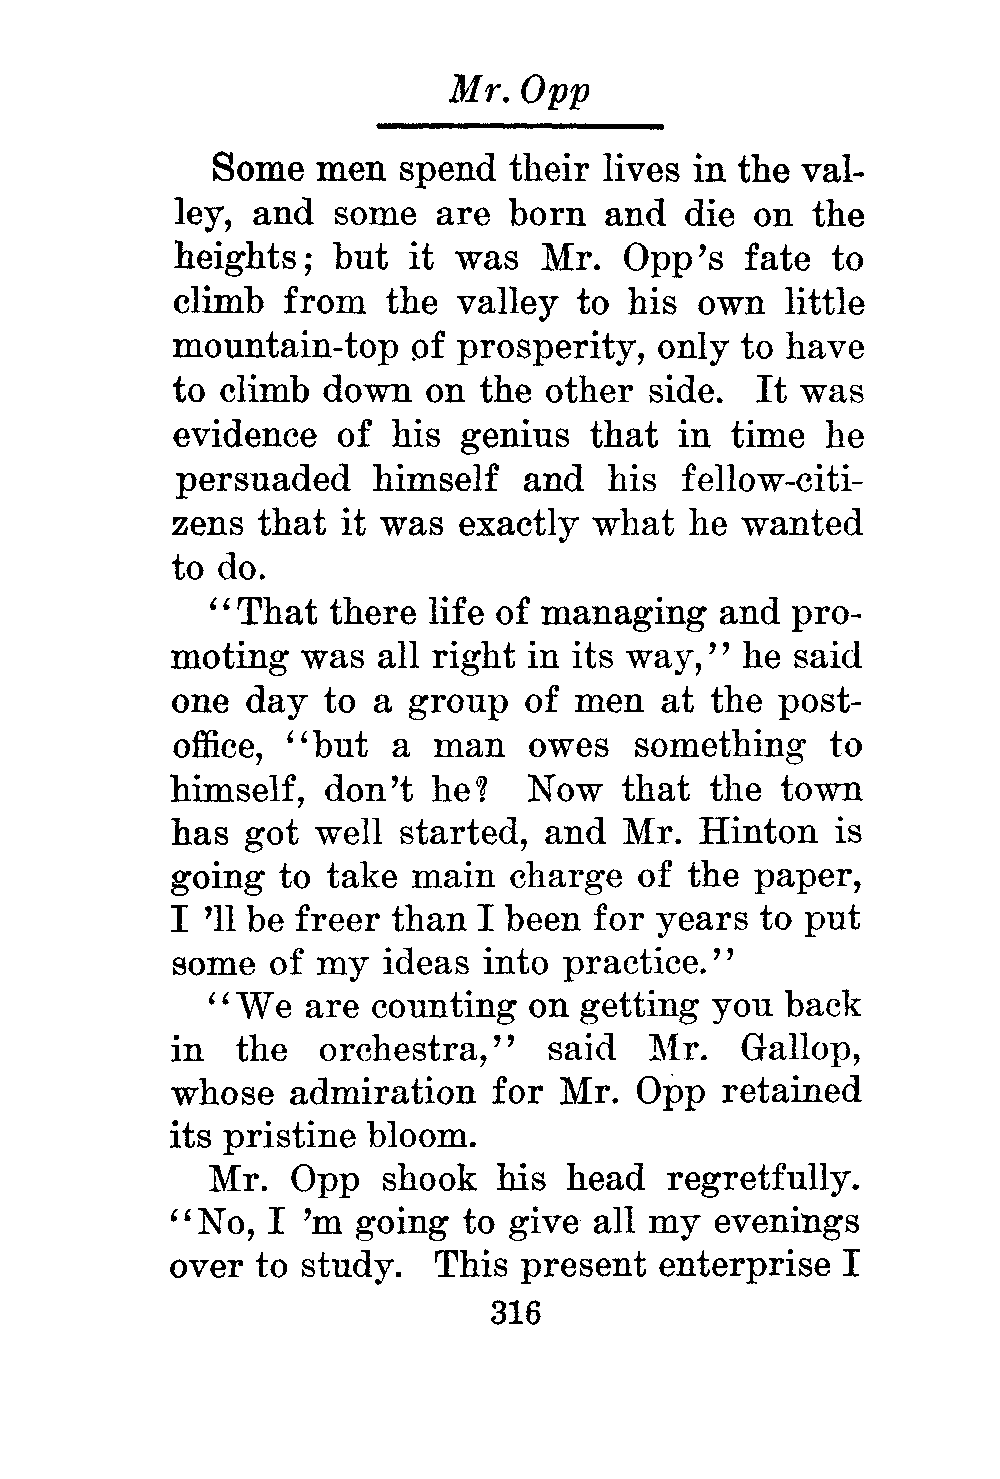 Mr. Opp
Some men spend their lives in the val-
ley, and some are born and die on the
heights; but it was Mr. Opp's fate to
climb from the valley to his own little
mountain-top of prosperity, only to have
to climb down on the other side. It was
evidence of his genius that in time he
persuaded himself and his fellow-citi-
zens that it was exactly what he wanted
to do.
"That there life of managing and pro-
moting was all right in its way," he said
one day to a group of men at the post-
office, "but a man owes something to
himself, don't he? Now that the town
has got well started, and Mr. Hinton is
going to take main charge of the paper,
I 'll be freer than I been for years to put
some of my ideas into practice."
"We are counting on getting you back
in the orchestra," said Mr. Gallop,
whose admiration for Mr. Opp retained
its pristine bloom.
Mr. Opp shook his head regretfully.
"No, I 'm going to give all my evenings
over to study. This present enterprise I
316